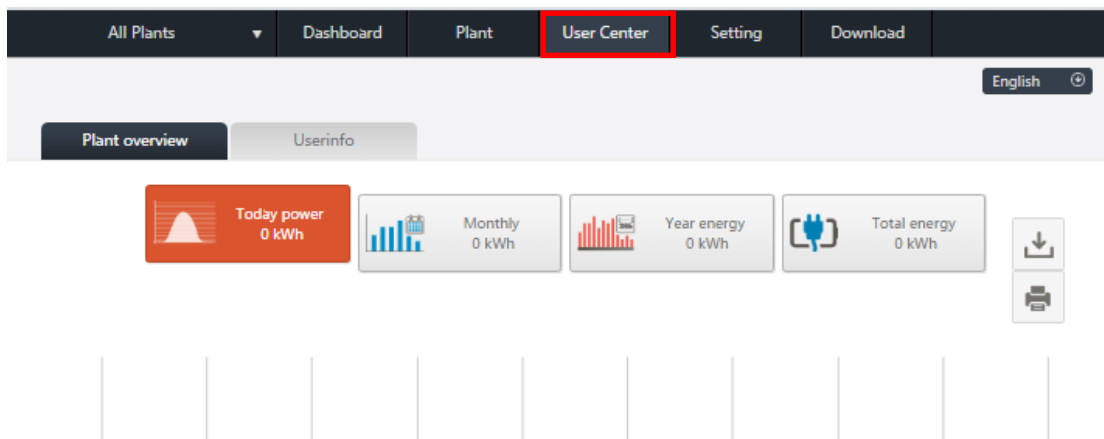 All Plants ▼ Dashboard Plant User Center Setting Download
English
Plant overview Userinfo
Today power
0 kWh
Monthly
0 kWh
Year energy
0 kWh
Total energy
0 kWh